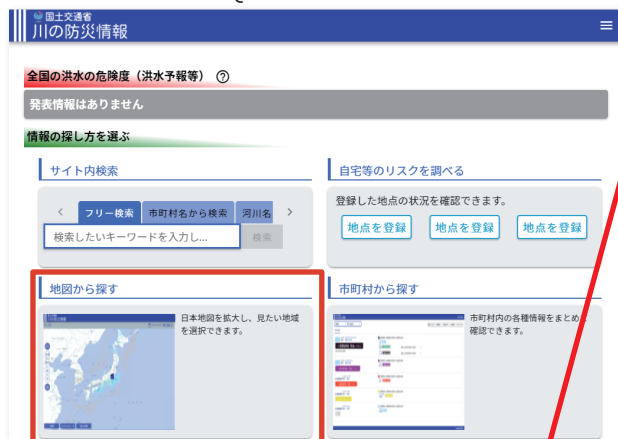 国土交通省
川の防災情報
全国の洪水の危険度（洪水予報等）
発表情報はありません
情報の探し方を選ぶ
サイト内検索
フリー検索 市町村名から検索 河川名
検索したいキーワードを入力し... 検索
自宅等のリスクを調べる
登録した地点の状況を確認できます。
地点を登録 地点を登録 地点を登録
地図から探す
日本地図を拡大し、見たい地域
を選択できます。
市町村から探す
市町村内の各種情報をまとめ
確認できます。